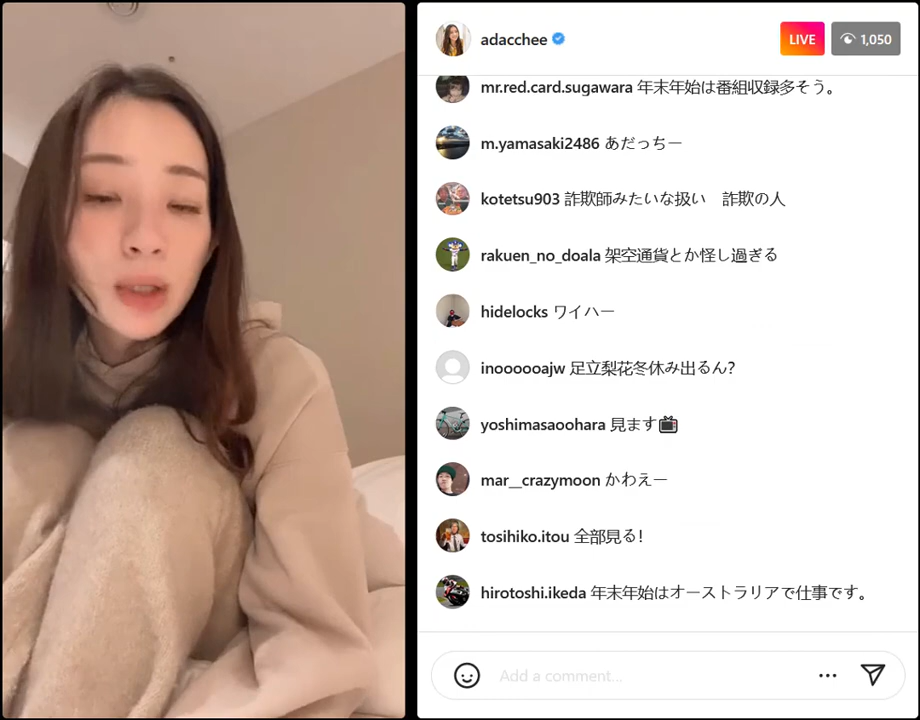 adacchee
LIVE 1,050
mr.red.card.sugawara 年末年始は番組収録多そう。
m.yamasaki2486 あだっちー
kotetsu903 詐欺師みたいな扱い　詐欺の人
rakuen_no_doala 架空通貨とか怪し過ぎる
hidelocks ワイハー
inoooooajw 足立梨花冬休み出るん?
yoshimasaoohara 見ます📺
mar__crazymoon かわえー
tosihiko.itou 全部見る!
hirotoshi.ikeda 年末年始はオーストラリアで仕事です。
Add a comment...